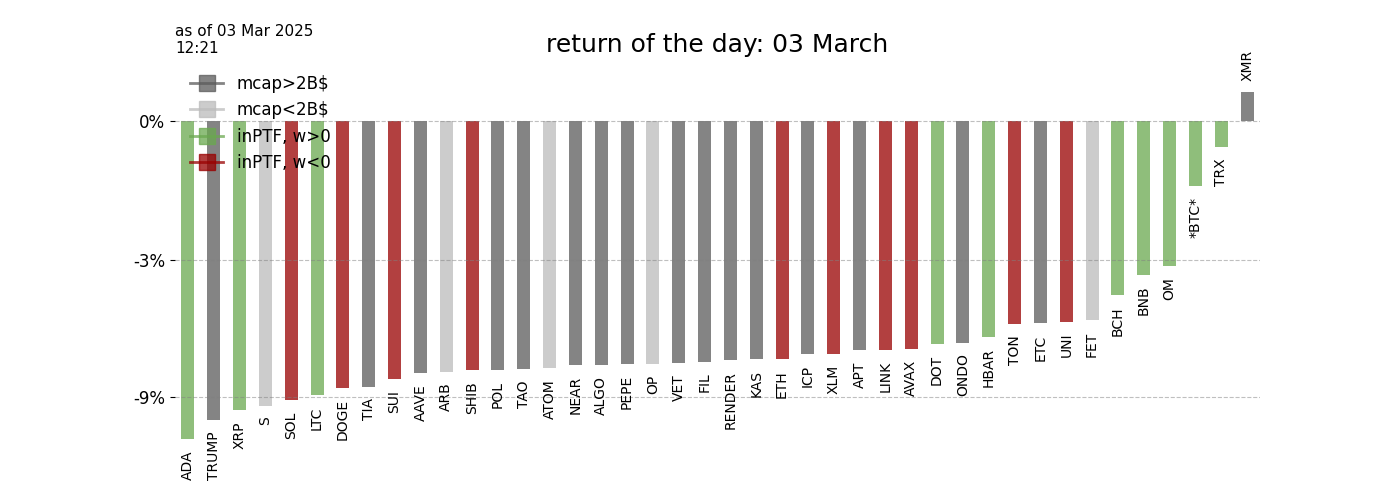 as of 03 Mar 2025
12:21
return of the day: 03 March
mcap>2B$
mcap<2B$
inPTF, w>0
inPTF, w<0
0%
-3%
-9%
ADA
TRUMP
XRP
S
SOL
LTC
DOGE
TIA
SUI
AAVE
ARB
SHIB
POL
TAO
ATOM
NEAR
ALGO
PEPE
OP
VET
FIL
RENDER
KAS
ETH
ICP
XLM
APT
LINK
AVAX
DOT
ONDO
HBAR
TON
ETC
UNI
FET
BCH
BNB
OM
*BTC*
TRX
XMR